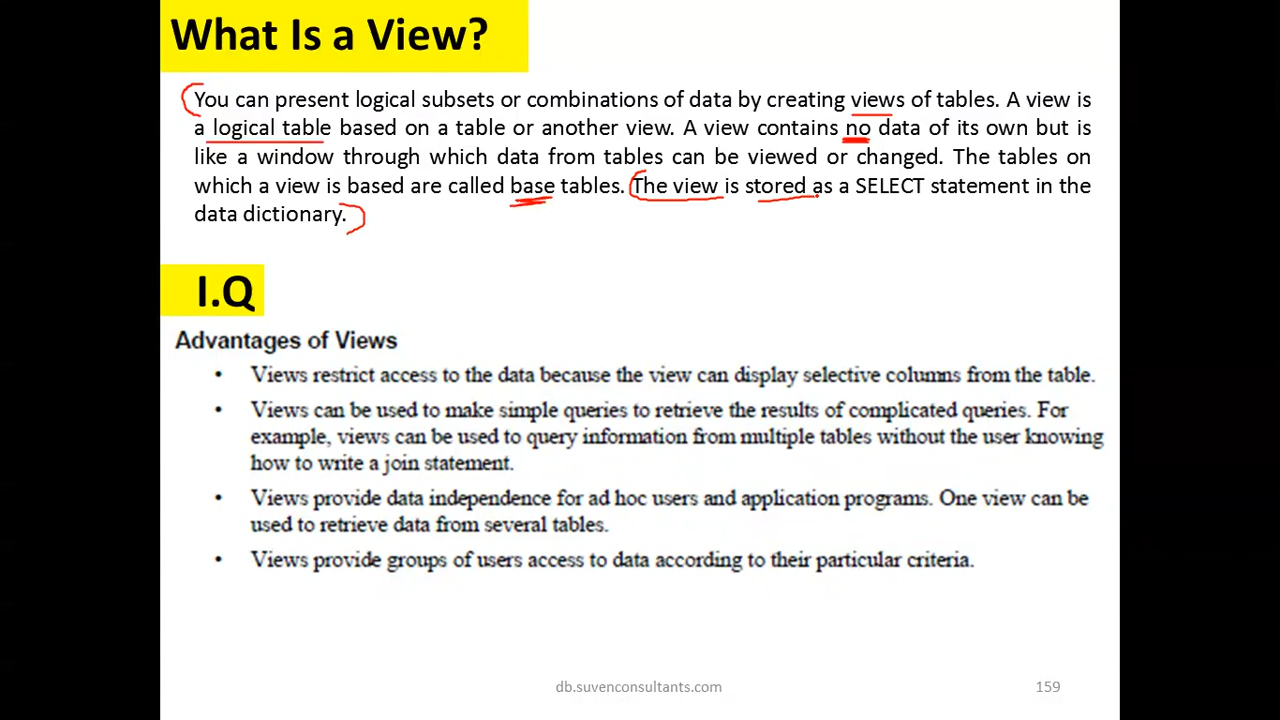 What Is a View?
You can present logical subsets or combinations of data by creating views of tables. A view is
a logical table based on a table or another view. A view contains no data of its own but is
like a window through which data from tables can be viewed or changed. The tables on
which a view is based are called base tables. The view is stored as a SELECT statement in the
data dictionary.
I.Q
Advantages of Views
• Views restrict access to the data because the view can display selective columns from the table.
• Views can be used to make simple queries to retrieve the results of complicated queries. For
example, views can be used to query information from multiple tables without the user knowing
how to write a join statement.
• Views provide data independence for ad hoc users and application programs. One view can be
used to retrieve data from several tables.
• Views provide groups of users access to data according to their particular criteria.
db.suvenconsultants.com
159